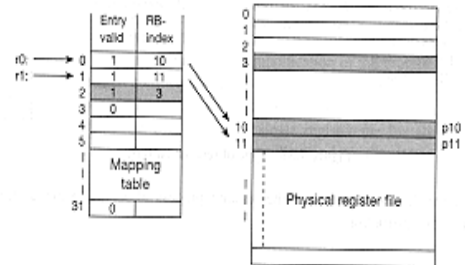 Entry valid RB-index
r0: 0 1 10
r1: 1 1 11
2 1 3
3 0
4
5
Mapping table
31 0
0
1
2
3
10 p10
11 p11
Physical register file